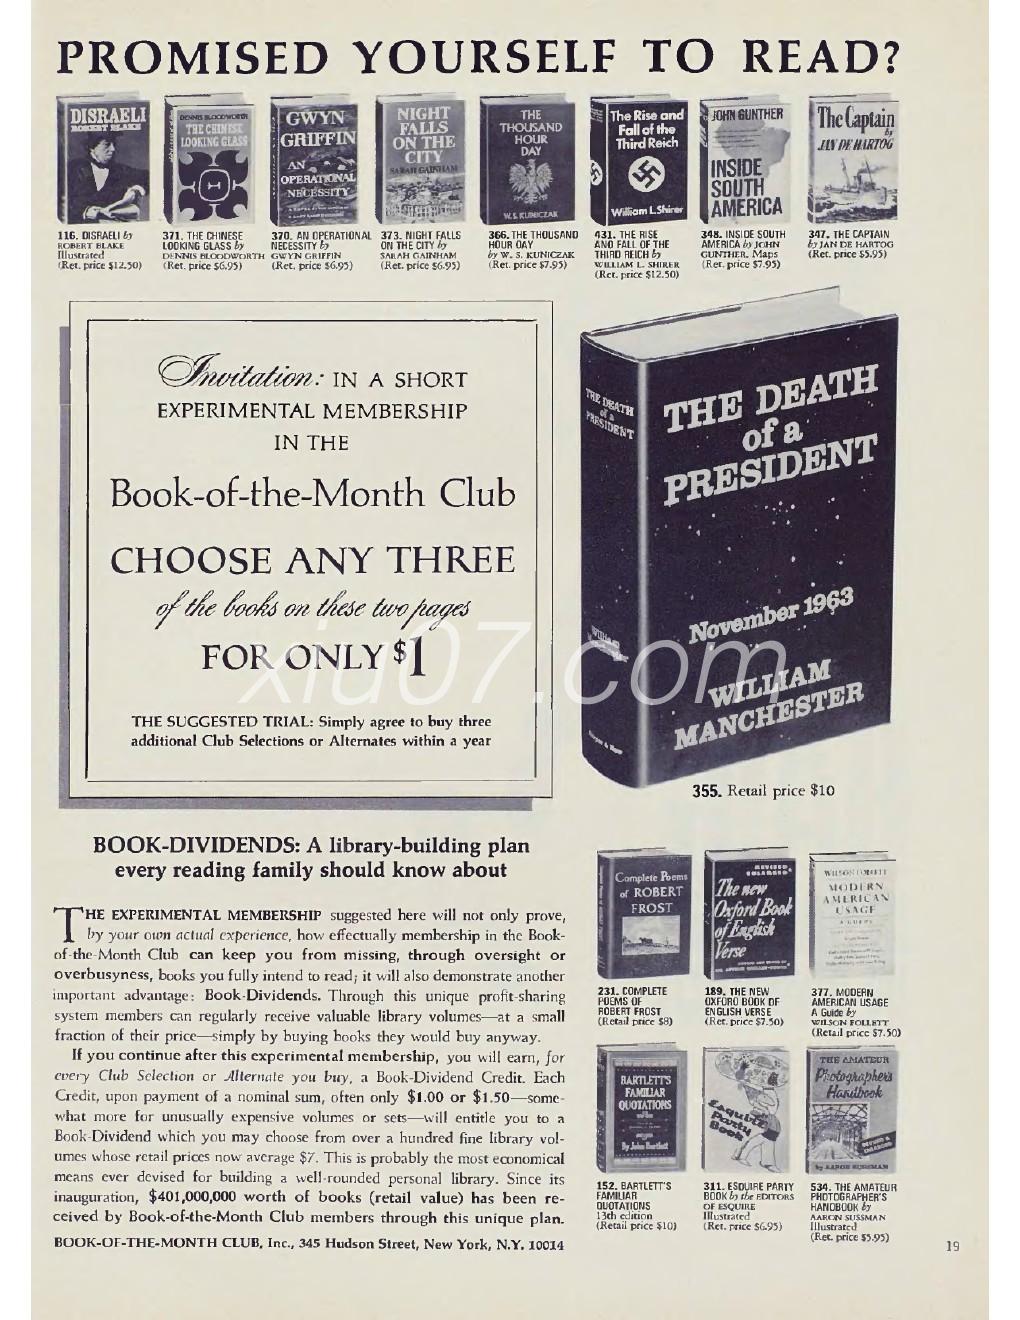 PROMISED YOURSELF TO READ?
DISRAELI
ROBERT BLAKE
DENNIS BLOODWORTH
THE CHINESE
LOOKING GLASS
GWYN
GRIFFIN
AN
OPERATIONAL
NECESSITY
NIGHT
FALLS
ON THE
CITY
SARAH GAINHAM
THE
THOUSAND
HOUR
DAY
W.S. KUNICZAK
The Rise and
Fall of the
Third Reich
William L. Shirer
JOHN GUNTHER
INSIDE
SOUTH
AMERICA
The Captain
by
JAN DE HARTOG
116. DISRAELI by
ROBERT BLAKE
Illustrated
(Ret. price $12.50)
371. THE CHINESE
LOOKING GLASS by
DENNIS BLOODWORTH
(Ret. price $6.95)
370. AN OPERATIONAL
NECESSITY by
GWYN GRIFFIN
(Ret. price $6.95)
373. NIGHT FALLS
ON THE CITY by
SARAH GAINHAM
(Ret. price $6.95)
366. THE THOUSAND
HOUR DAY
by W. S. KUNICZAK
(Ret. price $7.95)
431. THE RISE
AND FALL OF THE
THIRD REICH by
WILLIAM L. SHIRER
(Ret. price $12.50)
348. INSIDE SOUTH
AMERICA by JOHN
GUNTHER. Maps
(Ret. price $7.95)
347. THE CAPTAIN
by JAN DE HARTOG
(Ret. price $5.95)
Invitation: IN A SHORT
EXPERIMENTAL MEMBERSHIP
IN THE
Book-of-the-Month Club
CHOOSE ANY THREE
of the books on these two pages
FOR ONLY $1
THE SUGGESTED TRIAL: Simply agree to buy three
additional Club Selections or Alternates within a year
THE DEATH
of a
PRESIDENT
THE DEATH
of a
PRESIDENT
November 1963
WILLIAM
MANCHESTER
Harper & Row
355. Retail price $10
xiu07.com
BOOK-DIVIDENDS: A library-building plan
every reading family should know about
THE EXPERIMENTAL MEMBERSHIP suggested here will not only prove,
by your own actual experience, how effectually membership in the Book-
of-the-Month Club can keep you from missing, through oversight or
overbusyness, books you fully intend to read; it will also demonstrate another
important advantage: Book-Dividends. Through this unique profit-sharing
system members can regularly receive valuable library volumes—at a small
fraction of their price—simply by buying books they would buy anyway.
If you continue after this experimental membership, you will earn, for
every Club Selection or Alternate you buy, a Book-Dividend Credit. Each
Credit, upon payment of a nominal sum, often only $1.00 or $1.50—some-
what more for unusually expensive volumes or sets—will entitle you to a
Book-Dividend which you may choose from over a hundred fine library vol-
umes whose retail prices now average $7. This is probably the most economical
means ever devised for building a well-rounded personal library. Since its
inauguration, $401,000,000 worth of books (retail value) has been re-
ceived by Book-of-the-Month Club members through this unique plan.
BOOK-OF-THE-MONTH CLUB, Inc., 345 Hudson Street, New York, N.Y. 10014
Complete Poems
of ROBERT
FROST
The new
Oxford Book
of English
Verse
WILSON FOLLETT
MODERN
AMERICAN
USAGE
A GUIDE
231. COMPLETE
POEMS OF
ROBERT FROST
(Retail price $8)
189. THE NEW
OXFORD BOOK OF
ENGLISH VERSE
(Ret. price $7.50)
377. MODERN
AMERICAN USAGE
A Guide by
WILSON FOLLETT
(Retail price $7.50)
BARTLETT'S
FAMILIAR
QUOTATIONS
By John Bartlett
Esquire
Party
Book
THE AMATEUR
Photographer's
Handbook
by AARON SUSSMAN
152. BARTLETT'S
FAMILIAR
QUOTATIONS
13th edition
(Retail price $10)
311. ESQUIRE PARTY
BOOK by the EDITORS
OF ESQUIRE
Illustrated
(Ret. price $6.95)
534. THE AMATEUR
PHOTOGRAPHER'S
HANDBOOK by
AARON SUSSMAN
Illustrated
(Ret. price $5.95)
19